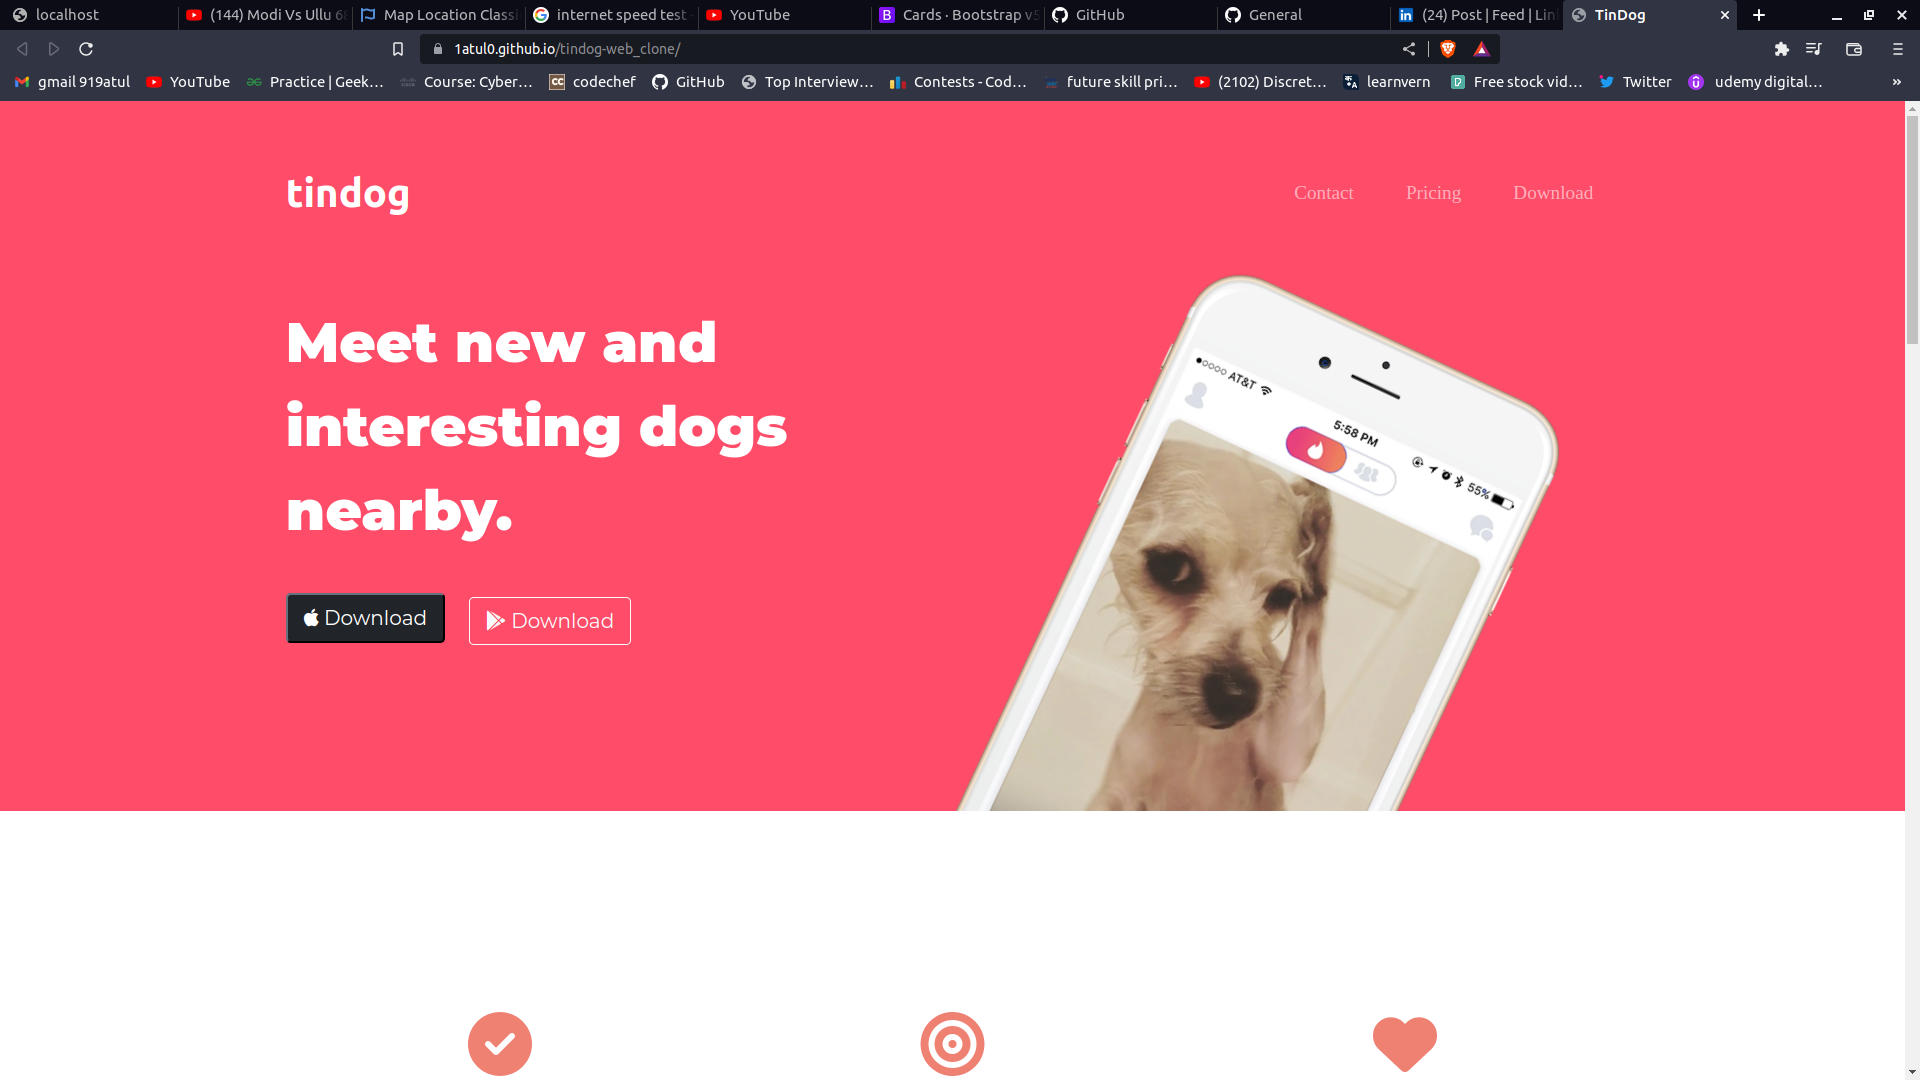 localhost
(144) Modi Vs Ullu
Map Location Classi
internet speed test -
YouTube
Cards · Bootstrap v5
GitHub
General
(24) Post | Feed | Lin
TinDog
1atul0.github.io/tindog-web_clone/
gmail 919atul
YouTube
Practice | Geek...
Course: Cyber...
codechef
GitHub
Top Interview...
Contests - Cod...
future skill pri...
(2102) Discret...
learnvern
Free stock vid...
Twitter
udemy digital...
»
tindog
Contact
Pricing
Download
Meet new and
interesting dogs
nearby.
Download
Download
AT&T
5:58 PM
55%